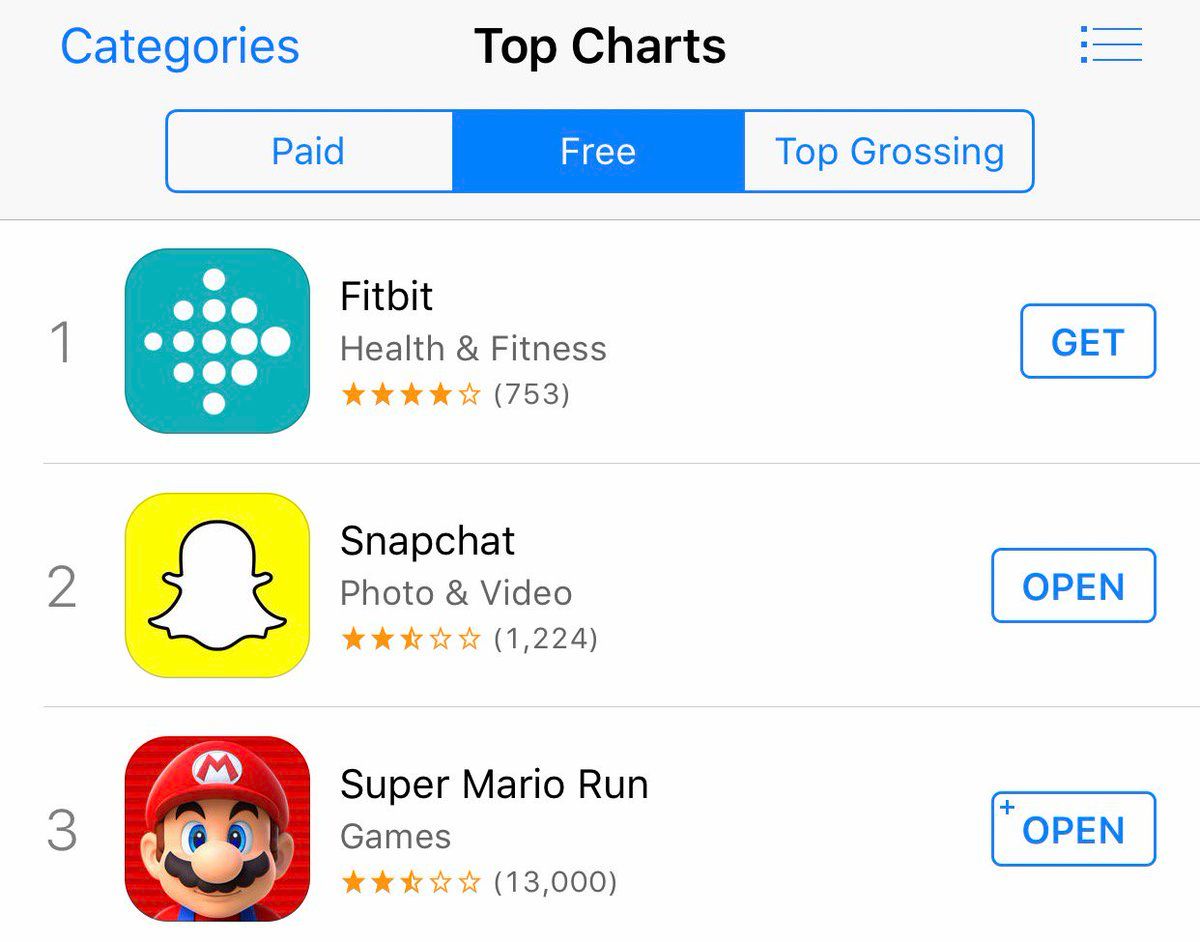 Categories Top Charts
Paid Free Top Grossing
1
Fitbit
Health & Fitness
(753)
GET
2
Snapchat
Photo & Video
(1,224)
OPEN
3
M
Super Mario Run
Games
(13,000)
+ OPEN